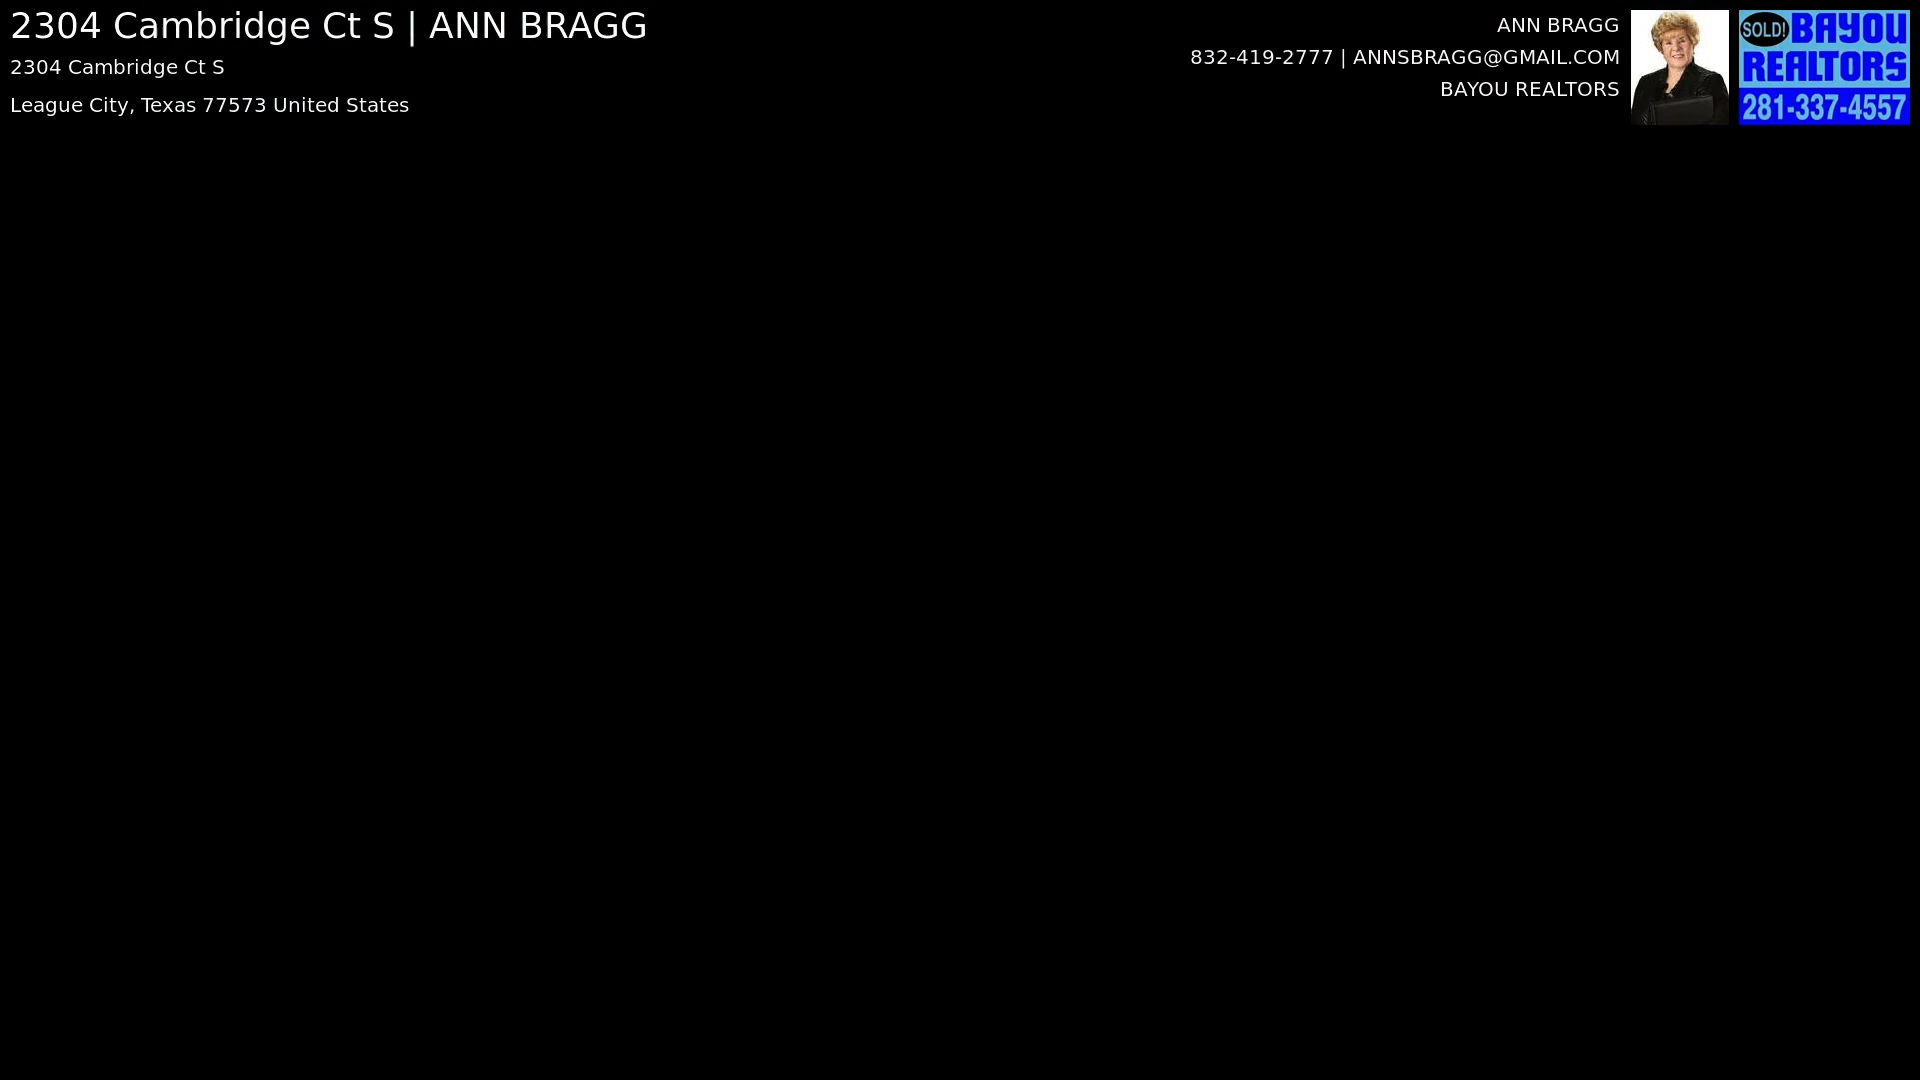 2304 Cambridge Ct S | ANN BRAGG
2304 Cambridge Ct S
League City, Texas 77573 United States
ANN BRAGG
832-419-2777 | ANNSBRAGG@GMAIL.COM
BAYOU REALTORS
SOLD! BAYOU
REALTORS
281-337-4557